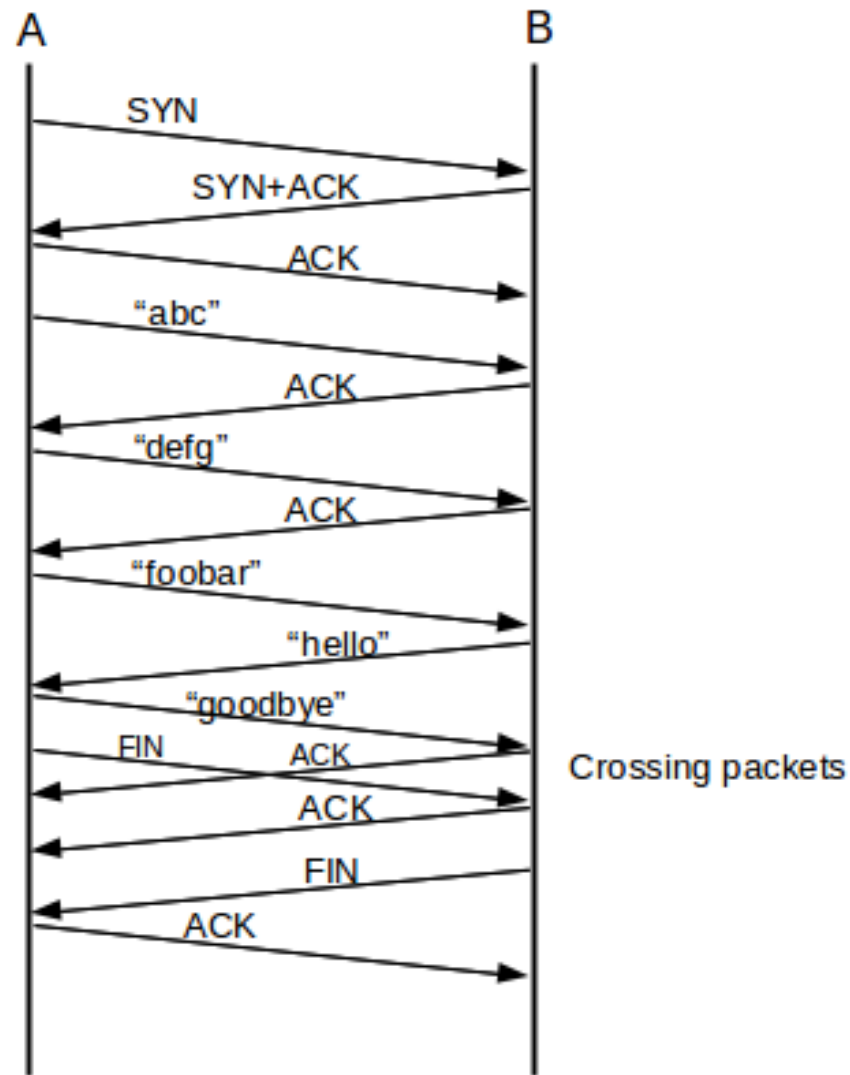 A
B
SYN
SYN+ACK
ACK
“abc”
ACK
“defg”
ACK
“foobar”
“hello”
“goodbye”
FIN
ACK
Crossing packets
ACK
FIN
ACK